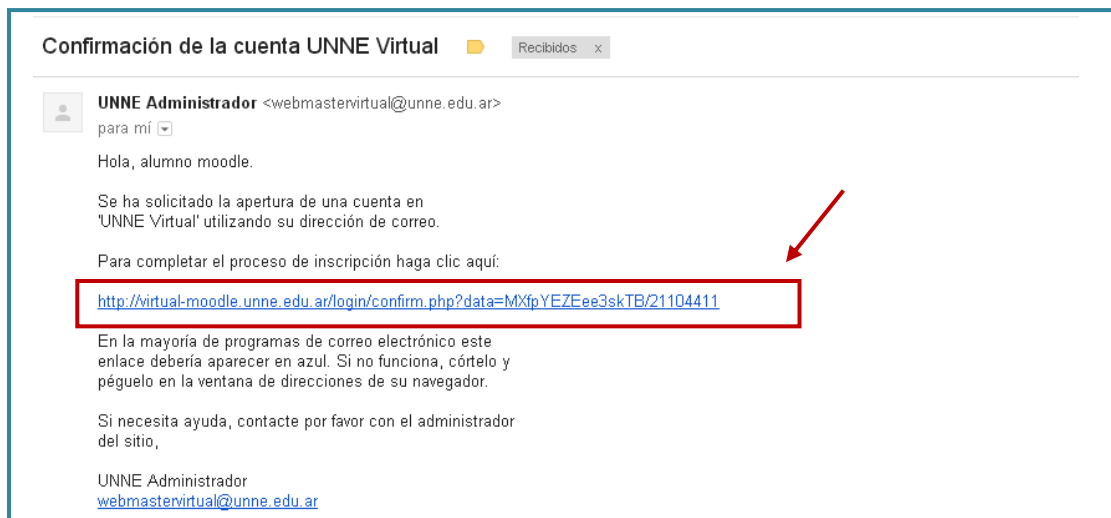 Confirmación de la cuenta UNNE Virtual Recibidos x
UNNE Administrador <webmastervirtual@unne.edu.ar>
para mí
Hola, alumno moodle.
Se ha solicitado la apertura de una cuenta en
'UNNE Virtual' utilizando su dirección de correo.
Para completar el proceso de inscripción haga clic aquí:
http://virtual-moodle.unne.edu.ar/login/confirm.php?data=MXfpYEZEee3skTB/21104411
En la mayoría de programas de correo electrónico este
enlace debería aparecer en azul. Si no funciona, córtelo y
péguelo en la ventana de direcciones de su navegador.
Si necesita ayuda, contacte por favor con el administrador
del sitio,
UNNE Administrador
webmastervirtual@unne.edu.ar